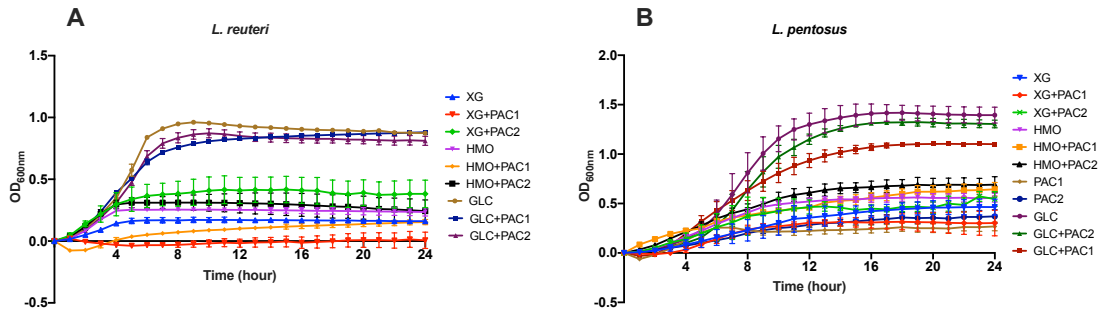 A
L. reuteri
OD600nm
1.5
1.0
0.5
0.0
-0.5
4
8
12
16
20
24
Time (hour)
XG
XG+PAC1
XG+PAC2
HMO
HMO+PAC1
HMO+PAC2
GLC
GLC+PAC1
GLC+PAC2
B
L. pentosus
OD600nm
2.0
1.5
1.0
0.5
0.0
-0.5
4
8
12
16
20
24
Time (hour)
XG
XG+PAC1
XG+PAC2
HMO
HMO+PAC1
HMO+PAC2
PAC1
PAC2
GLC
GLC+PAC2
GLC+PAC1